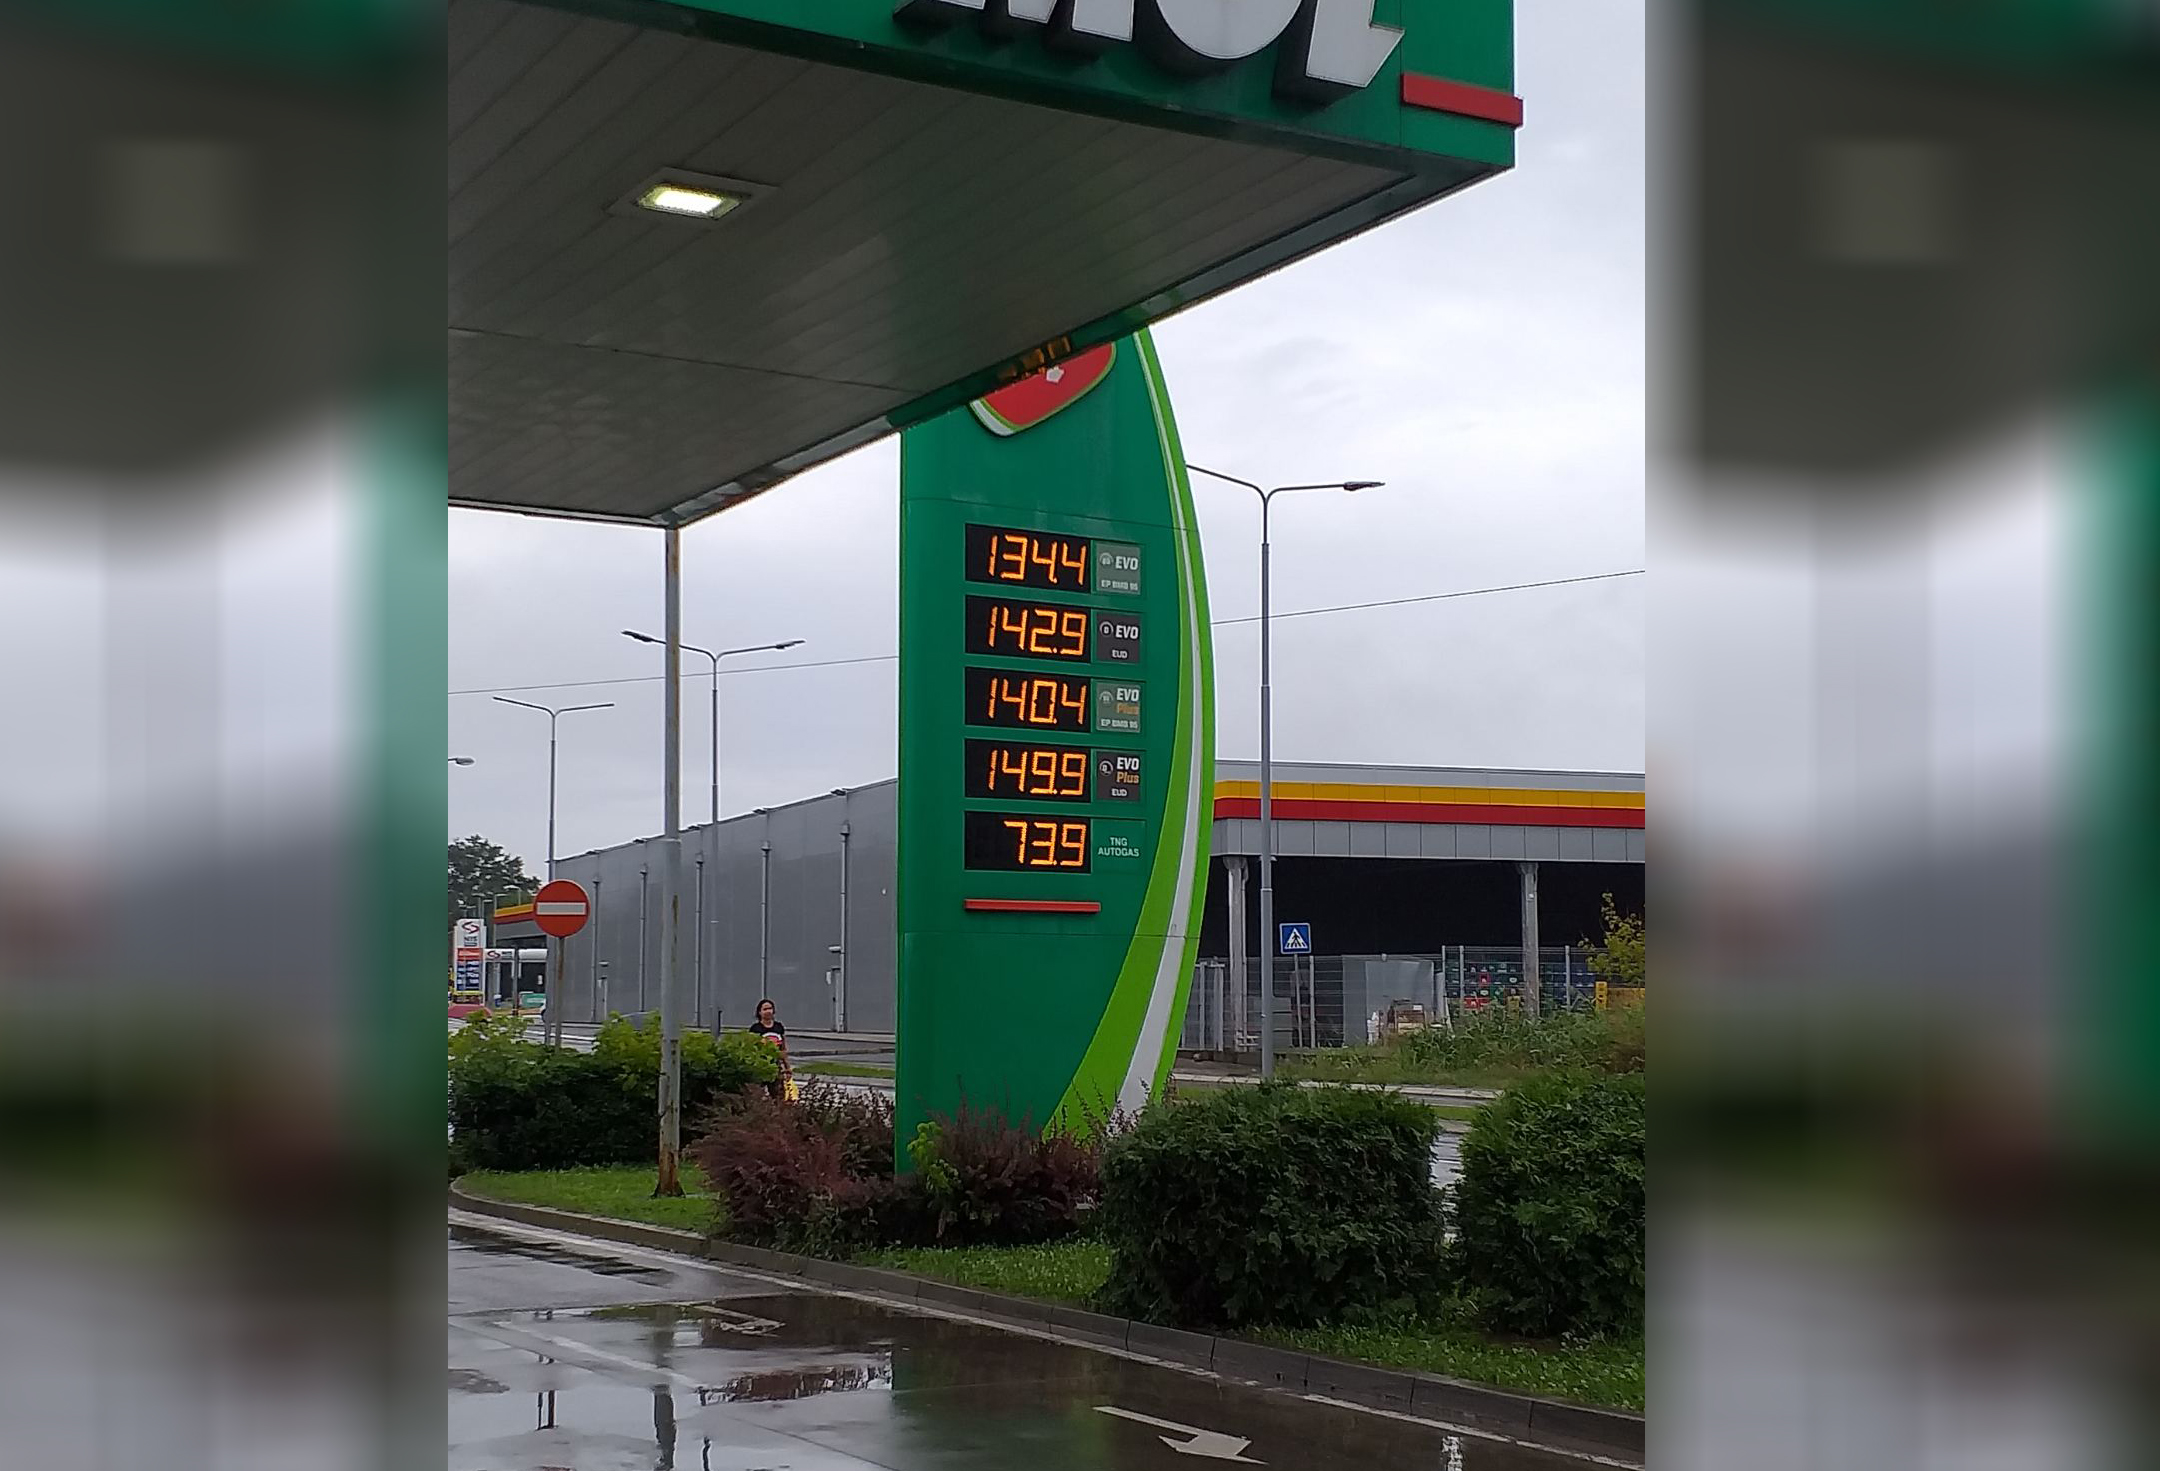 MOL
134.4 EVO
EP BMB 95
142.9 EVO
EUD
140.4 EVO
Plus
EP BMB 95
149.9 EVO
Plus
EUD
73.9 TNG
AUTOGAS
NIS